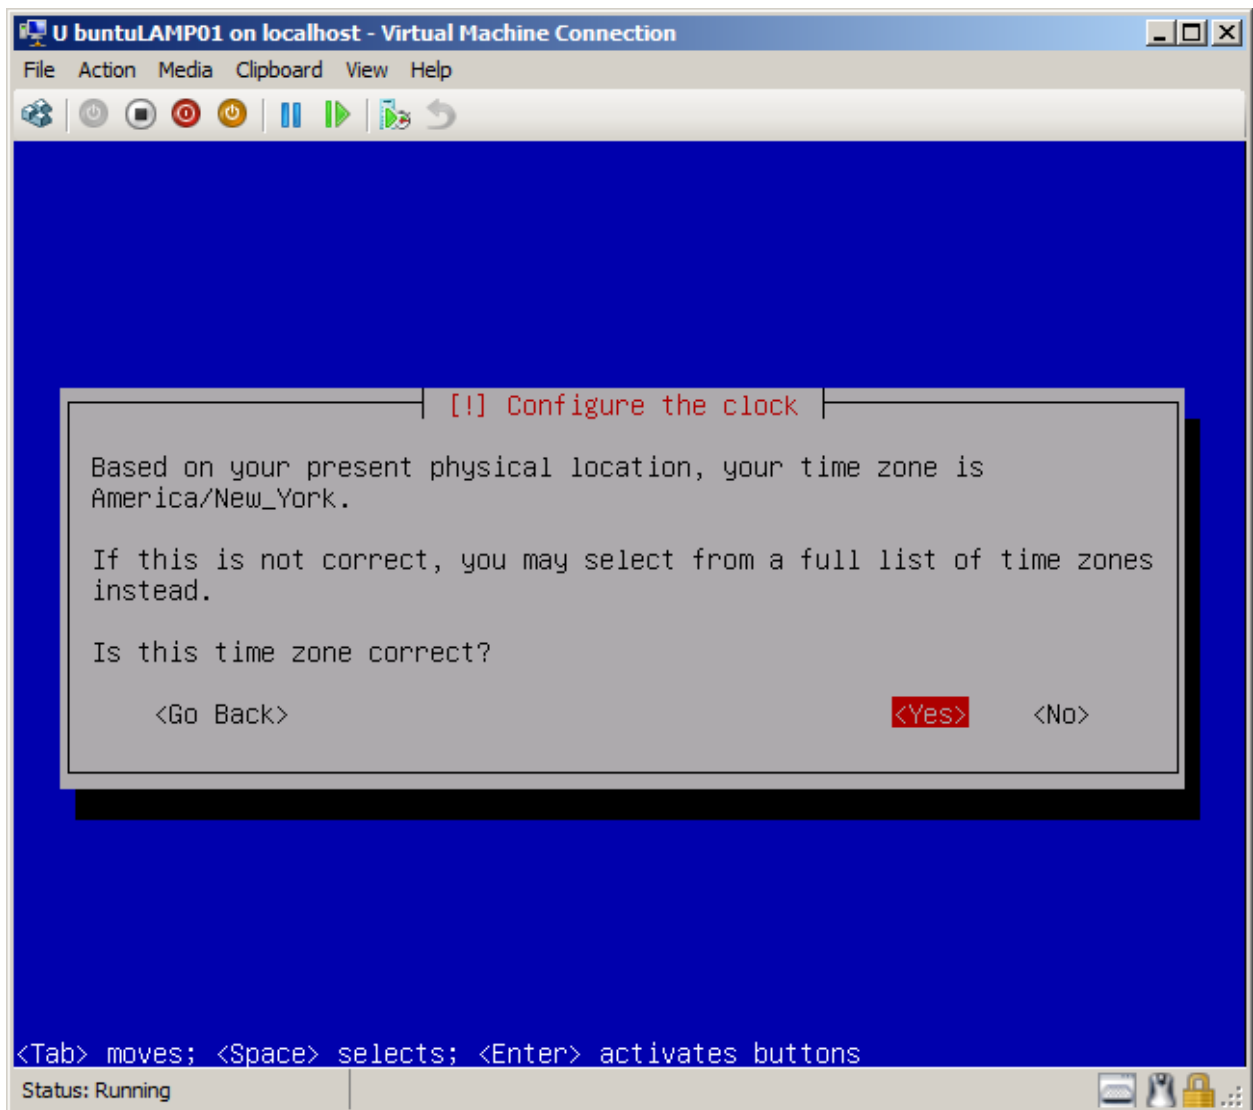 U buntuLAMP01 on localhost - Virtual Machine Connection
File Action Media Clipboard View Help
[!] Configure the clock
Based on your present physical location, your time zone is
America/New_York.
If this is not correct, you may select from a full list of time zones
instead.
Is this time zone correct?
<Go Back> <Yes> <No>
<Tab> moves; <Space> selects; <Enter> activates buttons
Status: Running